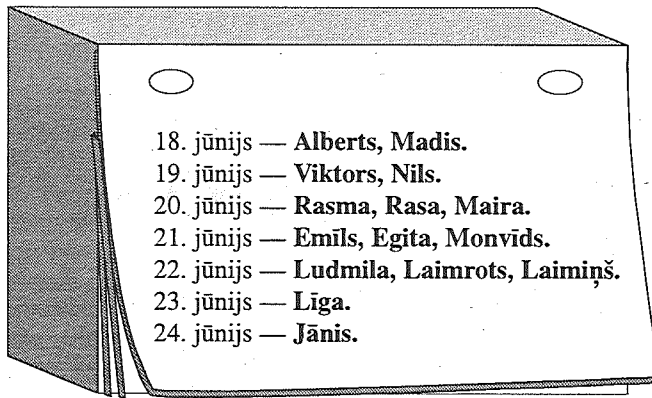 18. jūnijs — Alberts, Madis.
19. jūnijs — Viktors, Nils.
20. jūnijs — Rasma, Rasa, Maira.
21. jūnijs — Emīls, Egita, Monvīds.
22. jūnijs — Ludmila, Laimrots, Laimiņš.
23. jūnijs — Līga.
24. jūnijs — Jānis.